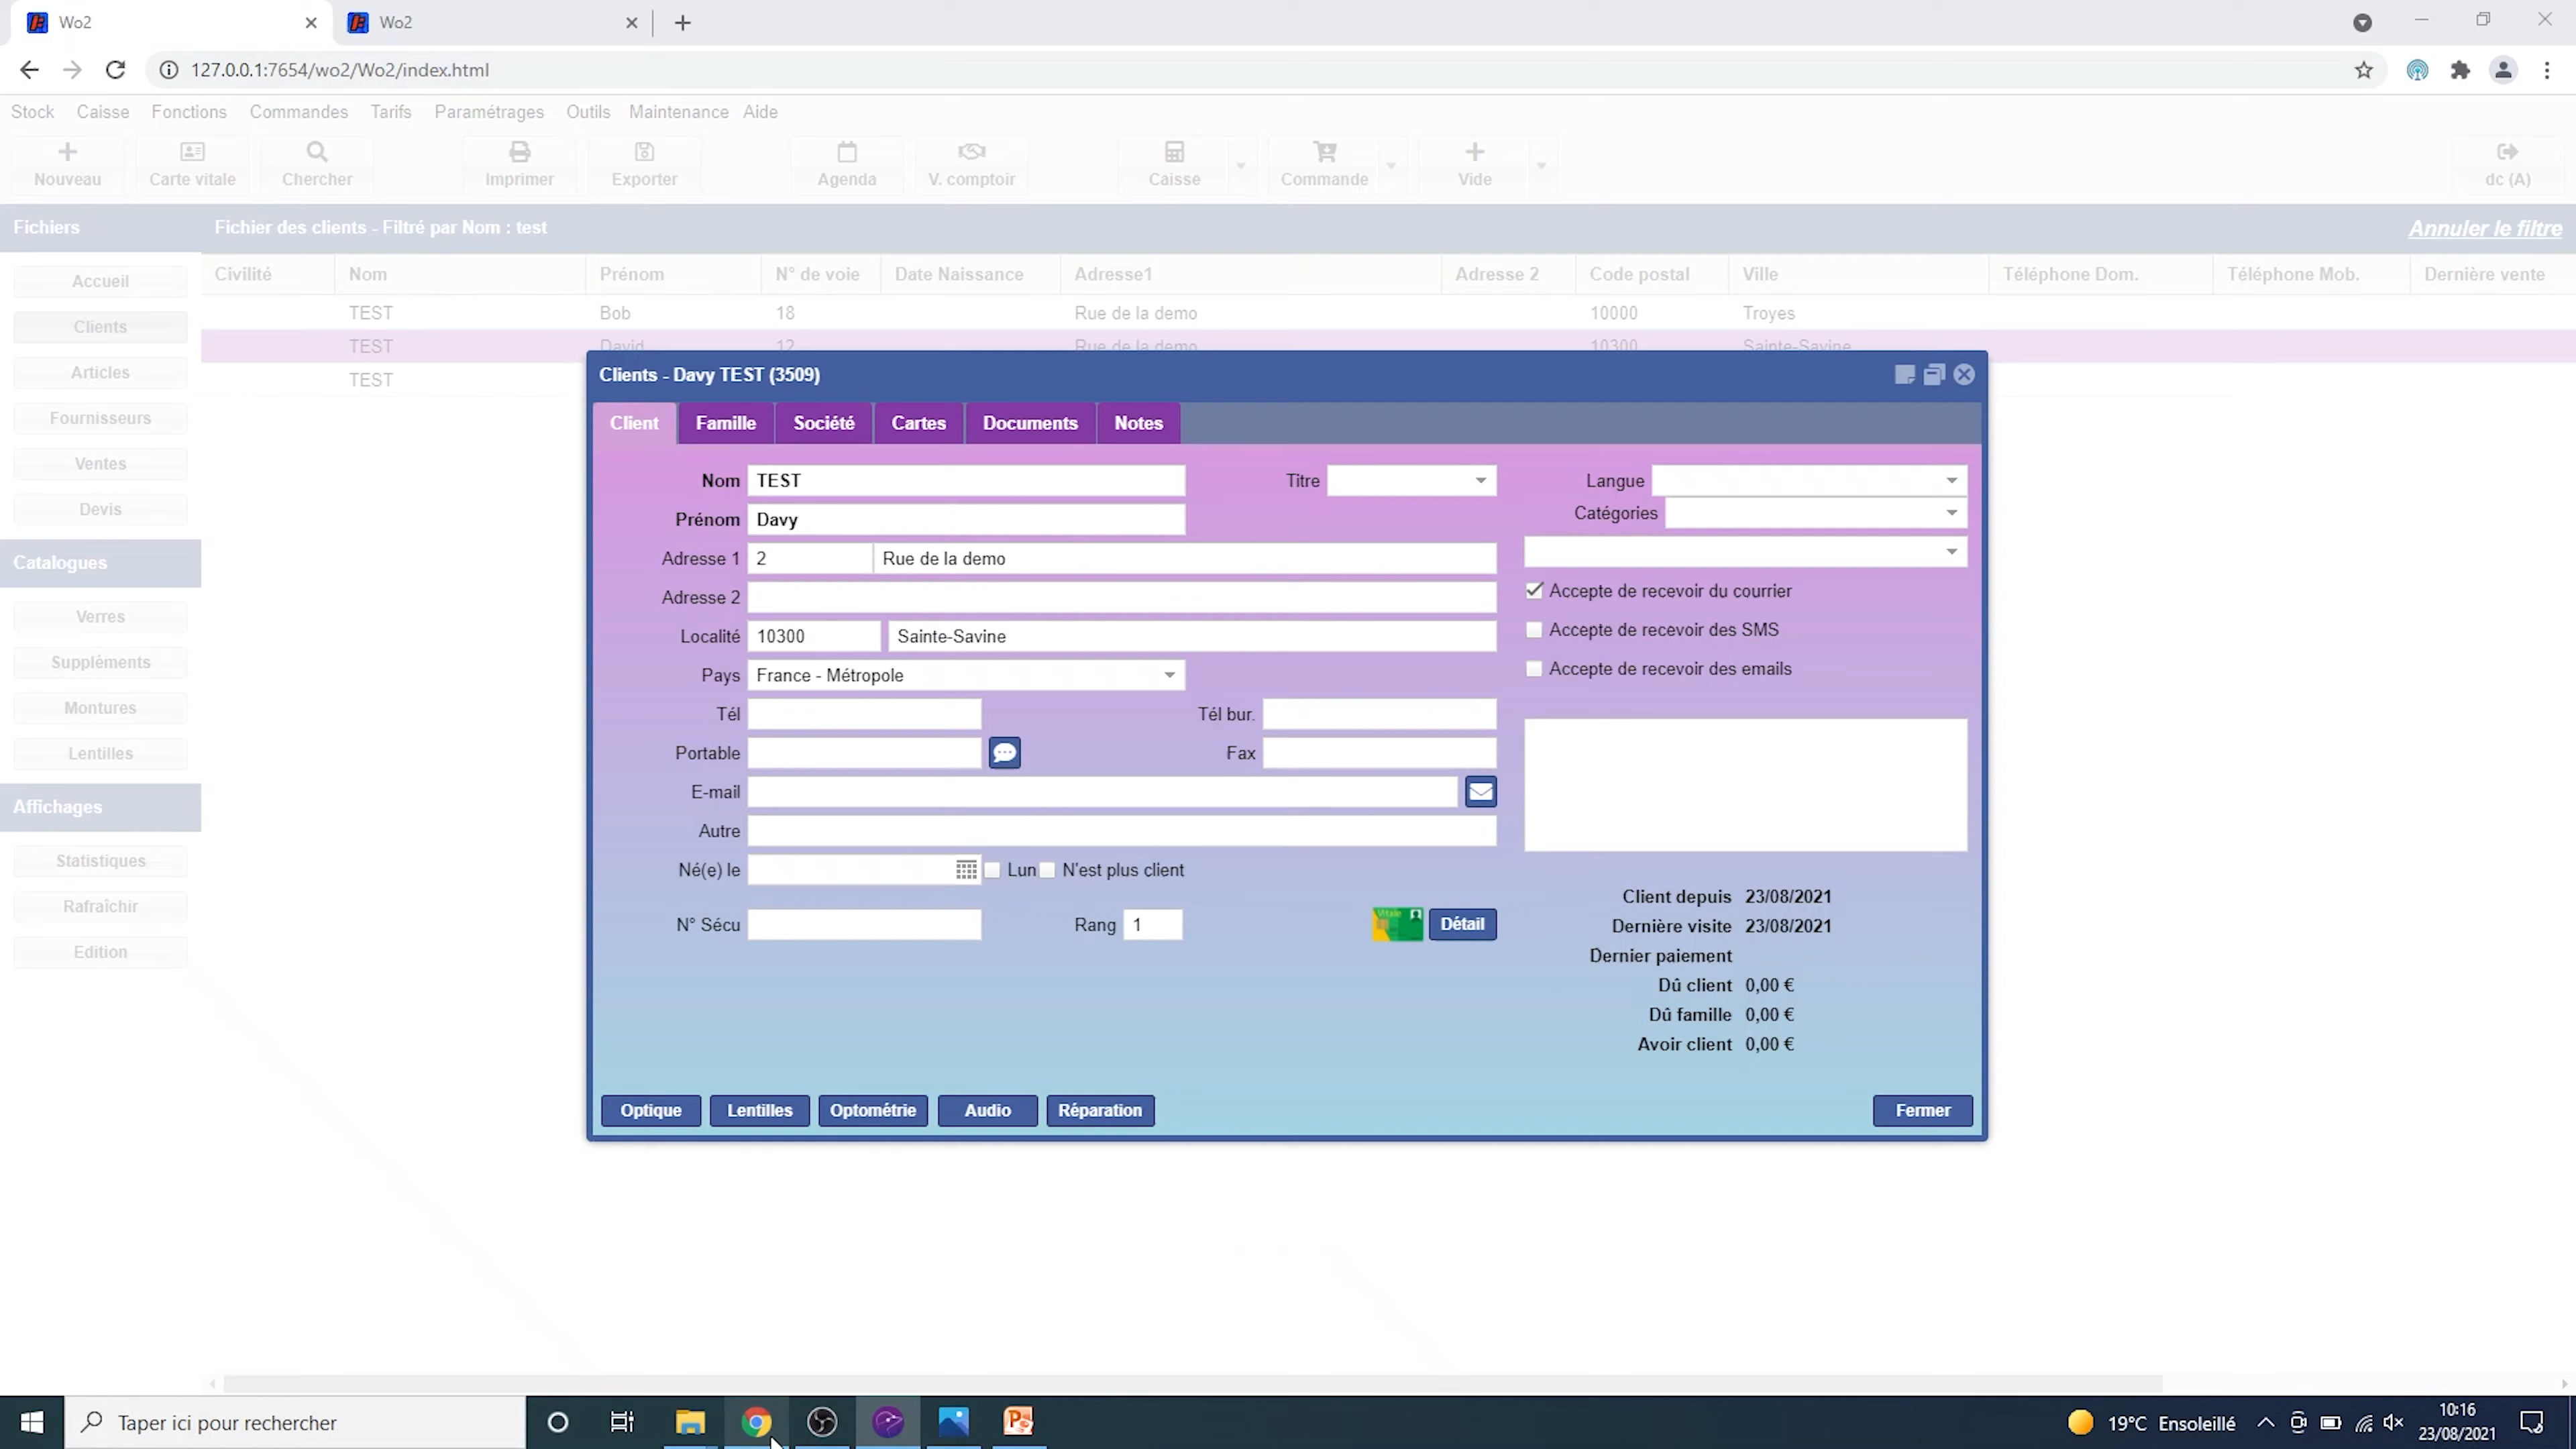 Wo2
Wo2
127.0.0.1:7654/wo2/Wo2/index.html
Stock Caisse Fonctions Commandes Tarifs Paramétrages Outils Maintenance Aide
Nouveau Carte vitale Chercher Imprimer Exporter Agenda V. comptoir Caisse Commande Vide dc (A)
Fichiers
Fichier des clients - Filtré par Nom : test
Annuler le filtre
Civilité Nom Prénom N° de voie Date Naissance Adresse1 Adresse 2 Code postal Ville Téléphone Dom. Téléphone Mob. Dernière vente
TEST Bob 18 Rue de la demo 10000 Troyes
TEST David 12 Rue de la demo 10300 Sainte-Savine
TEST
Accueil
Clients
Articles
Fournisseurs
Ventes
Devis
Catalogues
Verres
Suppléments
Montures
Lentilles
Affichages
Statistiques
Rafraîchir
Edition
Clients - Davy TEST (3509)
Client Famille Société Cartes Documents Notes
Nom TEST Titre Langue
Prénom Davy Catégories
Adresse 1 2 Rue de la demo
Adresse 2 Accepte de recevoir du courrier
Localité 10300 Sainte-Savine Accepte de recevoir des SMS
Pays France - Métropole Accepte de recevoir des emails
Tél Tél bur.
Portable Fax
E-mail
Autre
Né(e) le Lun N'est plus client
N° Sécu Rang 1 Vitale Détail
Client depuis 23/08/2021
Dernière visite 23/08/2021
Dernier paiement
Dû client 0,00 €
Dû famille 0,00 €
Avoir client 0,00 €
Optique Lentilles Optométrie Audio Réparation Fermer
Taper ici pour rechercher
19°C Ensoleillé
10:16
23/08/2021